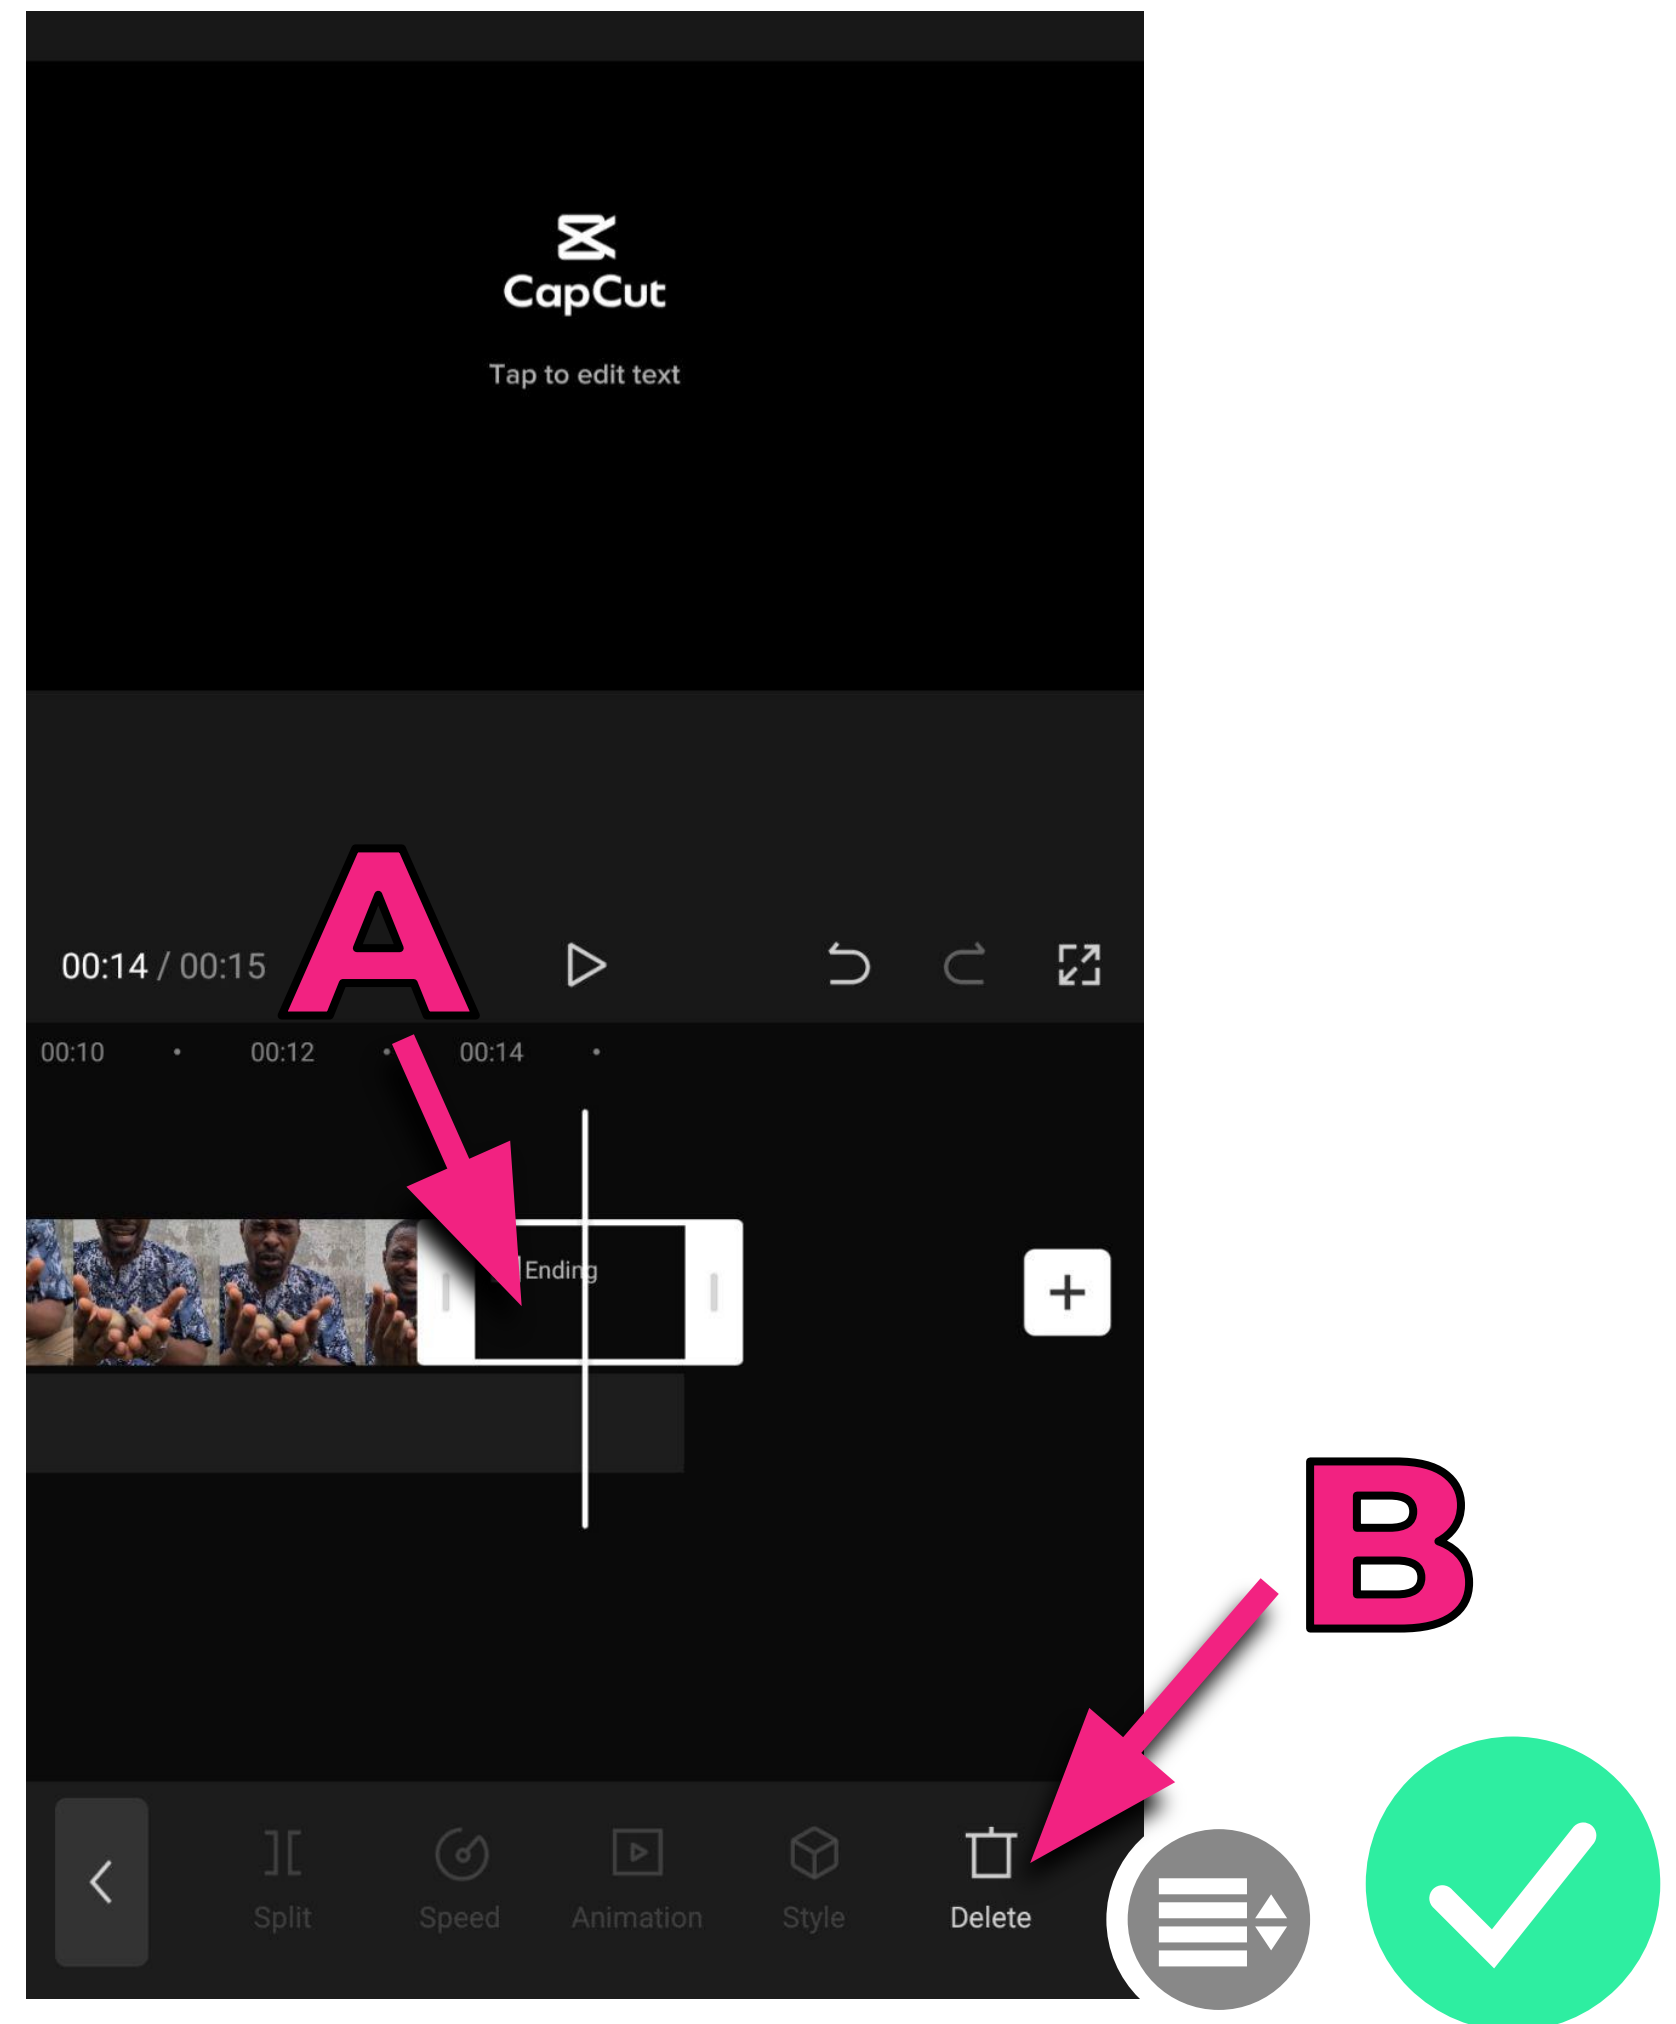 CapCut
Tap to edit text
A
00:14 / 00:15
00:10 00:12 00:14
Ending
B
Split Speed Animation Style Delete